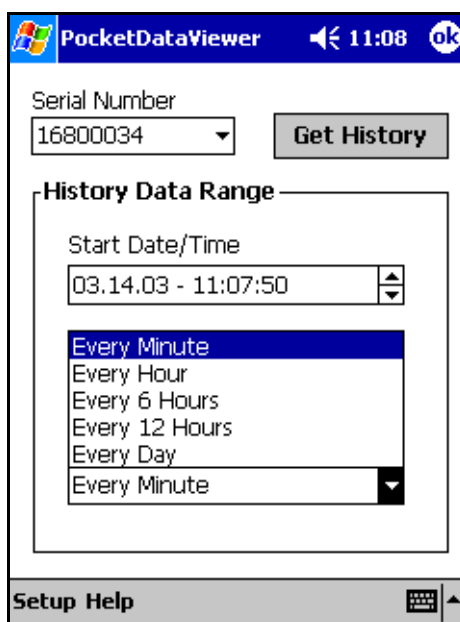 PocketDataViewer 11:08 ok
Serial Number
16800034
Get History
History Data Range
Start Date/Time
03.14.03 - 11:07:50
Every Minute
Every Hour
Every 6 Hours
Every 12 Hours
Every Day
Every Minute
Setup Help